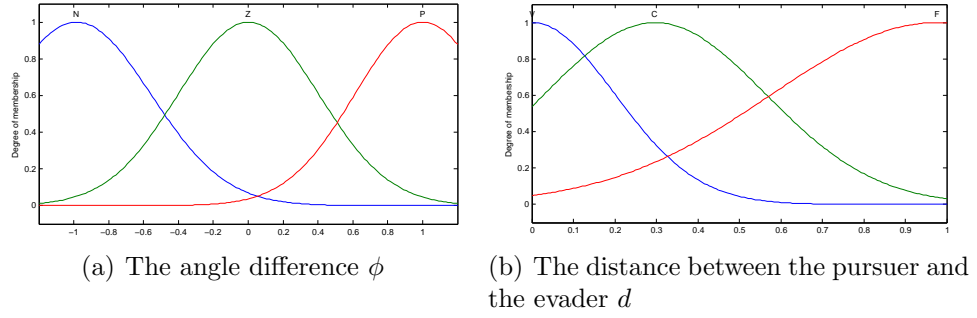 N Z P
Degree of membership
1
0.8
0.6
0.4
0.2
0
−1 −0.8 −0.6 −0.4 −0.2 0 0.2 0.4 0.6 0.8 1
(a) The angle difference ϕ
V C F
Degree of membership
1
0.8
0.6
0.4
0.2
0
0 0.1 0.2 0.3 0.4 0.5 0.6 0.7 0.8 0.9 1
(b) The distance between the pursuer and
the evader d